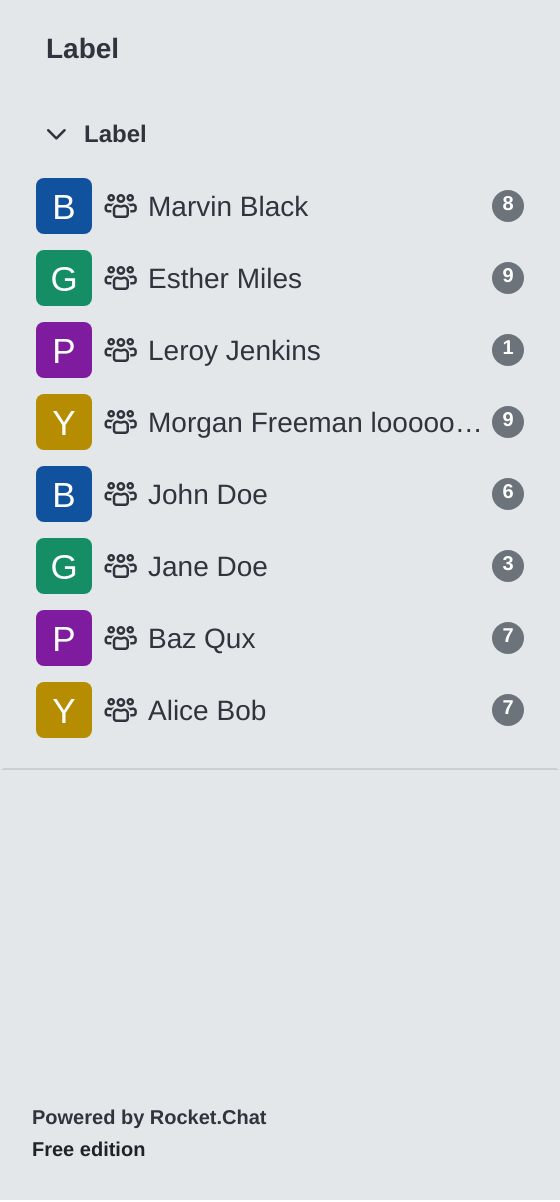 Label
Label
B Marvin Black 8
G Esther Miles 9
P Leroy Jenkins 1
Y Morgan Freeman looooo… 9
B John Doe 6
G Jane Doe 3
P Baz Qux 7
Y Alice Bob 7
Powered by Rocket.Chat
Free edition